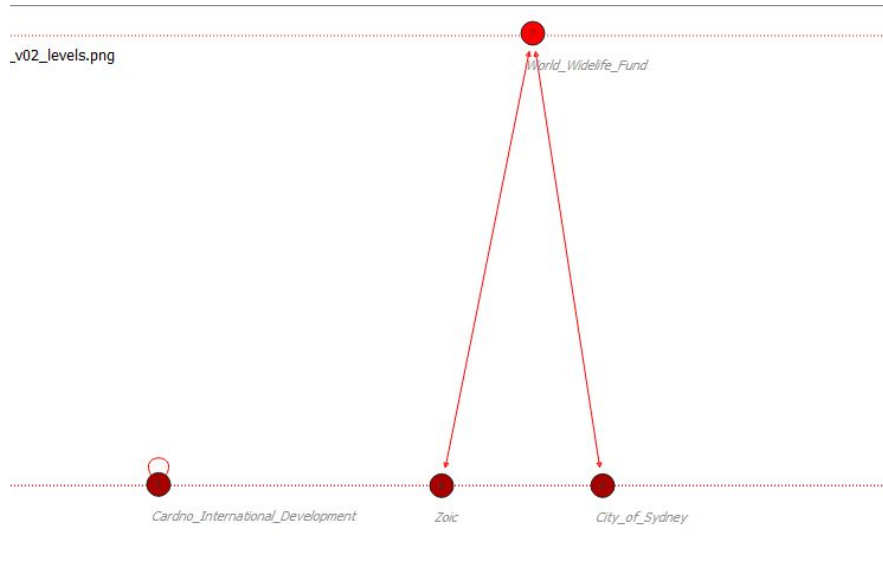 _v02_levels.png
World_Widelife_Fund
Cardno_International_Development
Zoic
City_of_Sydney